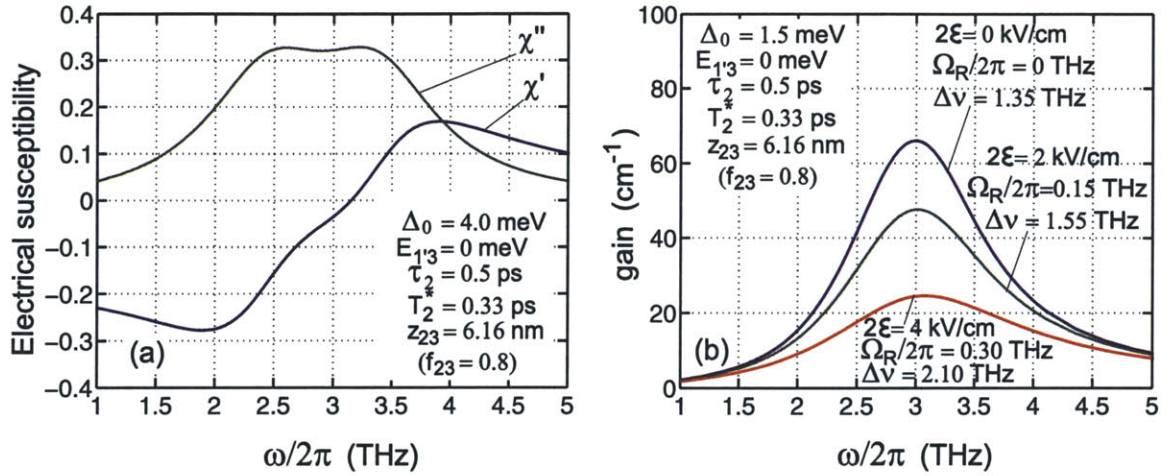 0.4
0.3
0.2
0.1
0
−0.1
−0.2
−0.3
−0.4
Electrical susceptibility
χ"
χ'
Δ₀ = 4.0 meV
E₁'₃= 0 meV
τ₂ = 0.5 ps
T₂* = 0.33 ps
z₂₃= 6.16 nm
(f₂₃ = 0.8)
(a)
1 1.5 2 2.5 3 3.5 4 4.5 5
ω/2π (THz)
100
80
60
40
20
0
gain (cm⁻¹)
Δ₀ = 1.5 meV
E₁'₃= 0 meV
τ₂ = 0.5 ps
T₂* = 0.33 ps
z₂₃= 6.16 nm
(f₂₃= 0.8)
2Ɛ= 0 kV/cm
Ω_R/2π = 0 THz
Δν = 1.35 THz
2Ɛ= 2 kV/cm
Ω_R/2π=0.15 THz
Δν = 1.55 THz
2Ɛ= 4 kV/cm
Ω_R/2π = 0.30 THz
Δν = 2.10 THz
(b)
1 1.5 2 2.5 3 3.5 4 4.5 5
ω/2π (THz)